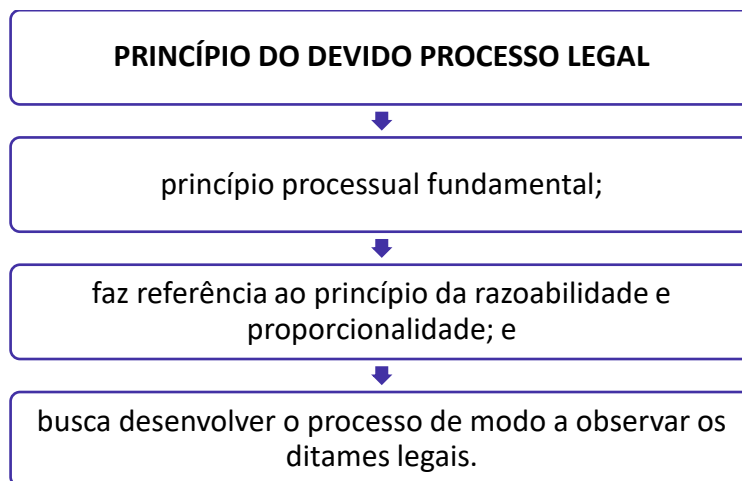 PRINCÍPIO DO DEVIDO PROCESSO LEGAL
princípio processual fundamental;
faz referência ao princípio da razoabilidade e
proporcionalidade; e
busca desenvolver o processo de modo a observar os
ditames legais.